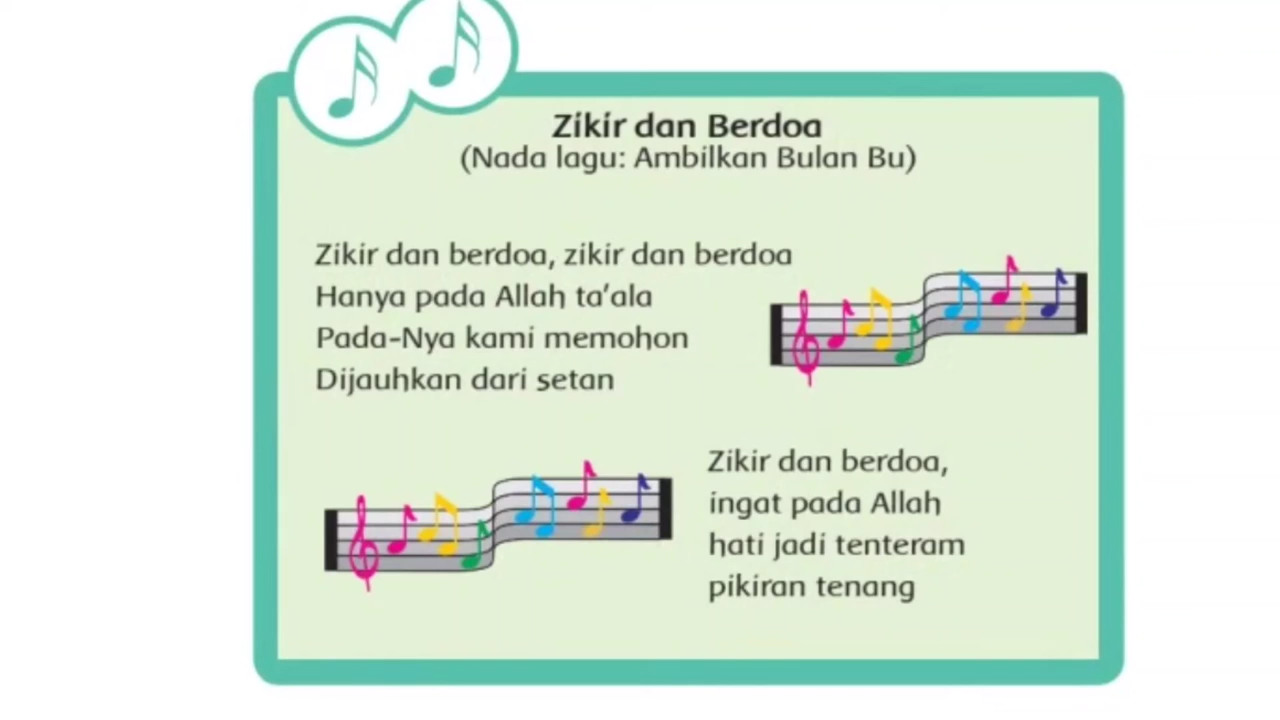 Zikir dan Berdoa
(Nada lagu: Ambilkan Bulan Bu)
Zikir dan berdoa, zikir dan berdoa
Hanya pada Allah ta'ala
Pada-Nya kami memohon
Dijauhkan dari setan
Zikir dan berdoa,
ingat pada Allah
hati jadi tenteram
pikiran tenang